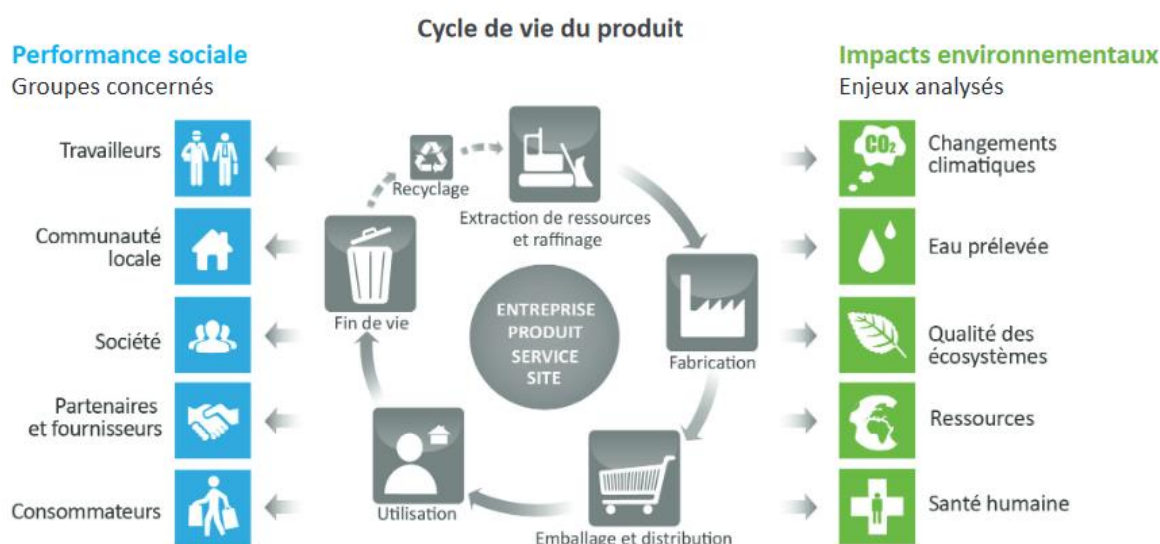 Cycle de vie du produit
Performance sociale
Groupes concernés
Travailleurs
Communauté
locale
Société
Partenaires
et fournisseurs
Consommateurs
Recyclage
Extraction de ressources
et raffinage
Fabrication
Emballage et distribution
Utilisation
Fin de vie
ENTREPRISE
PRODUIT
SERVICE
SITE
Impacts environnementaux
Enjeux analysés
CO₂
Changements
climatiques
Eau prélevée
Qualité des
écosystèmes
Ressources
Santé humaine